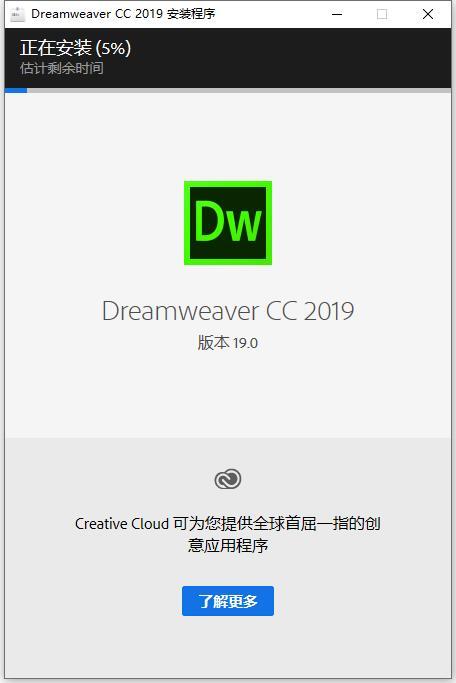 Dreamweaver CC 2019 安装程序
正在安装 (5%)
估计剩余时间
Dw
Dreamweaver CC 2019
版本 19.0
Creative Cloud 可为您提供全球首屈一指的创
意应用程序
了解更多